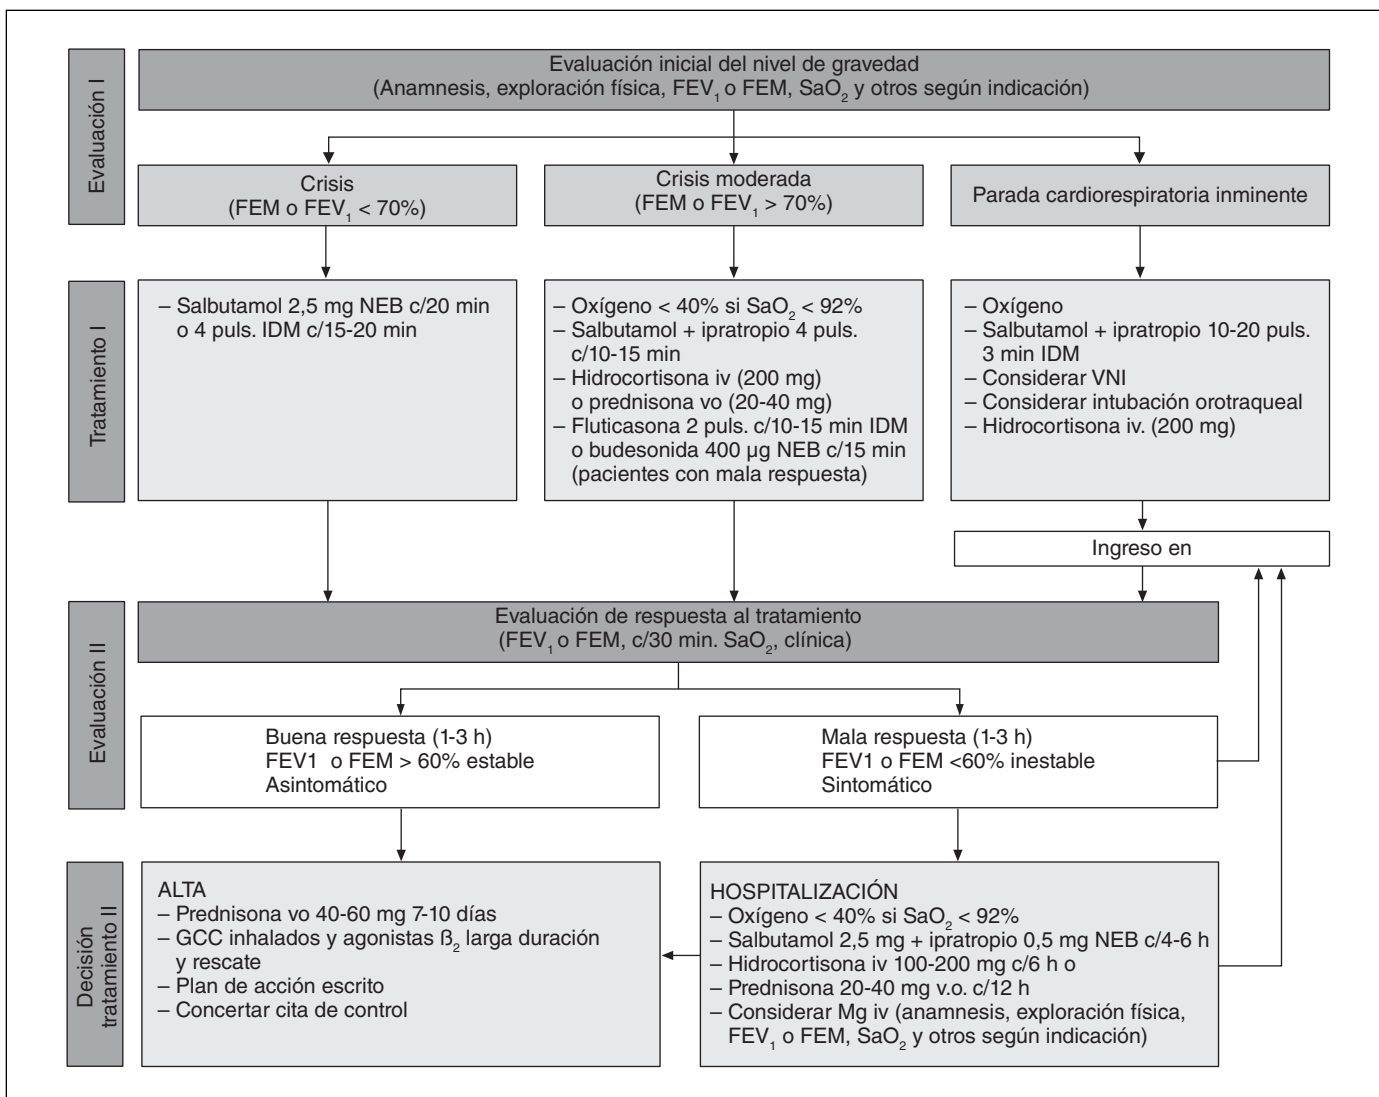 Evaluación I
Evaluación inicial del nivel de gravedad
(Anamnesis, exploración física, FEV1 o FEM, SaO2 y otros según indicación)
Crisis
(FEM o FEV1 < 70%)
Crisis moderada
(FEM o FEV1 > 70%)
Parada cardiorespiratoria inminente
Tratamiento I
– Salbutamol 2,5 mg NEB c/20 min
o 4 puls. IDM c/15-20 min
– Oxígeno < 40% si SaO2 < 92%
– Salbutamol + ipratropio 4 puls.
c/10-15 min
– Hidrocortisona iv (200 mg)
o prednisona vo (20-40 mg)
– Fluticasona 2 puls. c/10-15 min IDM
o budesonida 400 µg NEB c/15 min
(pacientes con mala respuesta)
– Oxígeno
– Salbutamol + ipratropio 10-20 puls.
3 min IDM
– Considerar VNI
– Considerar intubación orotraqueal
– Hidrocortisona iv. (200 mg)
Ingreso en
Evaluación II
Evaluación de respuesta al tratamiento
(FEV1 o FEM, c/30 min. SaO2, clínica)
Buena respuesta (1-3 h)
FEV1 o FEM > 60% estable
Asintomático
Mala respuesta (1-3 h)
FEV1 o FEM <60% inestable
Sintomático
Decisión
tratamiento II
ALTA
– Prednisona vo 40-60 mg 7-10 días
– GCC inhalados y agonistas ß2 larga duración
y rescate
– Plan de acción escrito
– Concertar cita de control
HOSPITALIZACIÓN
– Oxígeno < 40% si SaO2 < 92%
– Salbutamol 2,5 mg + ipratropio 0,5 mg NEB c/4-6 h
– Hidrocortisona iv 100-200 mg c/6 h o
– Prednisona 20-40 mg v.o. c/12 h
– Considerar Mg iv (anamnesis, exploración física,
FEV1 o FEM, SaO2 y otros según indicación)